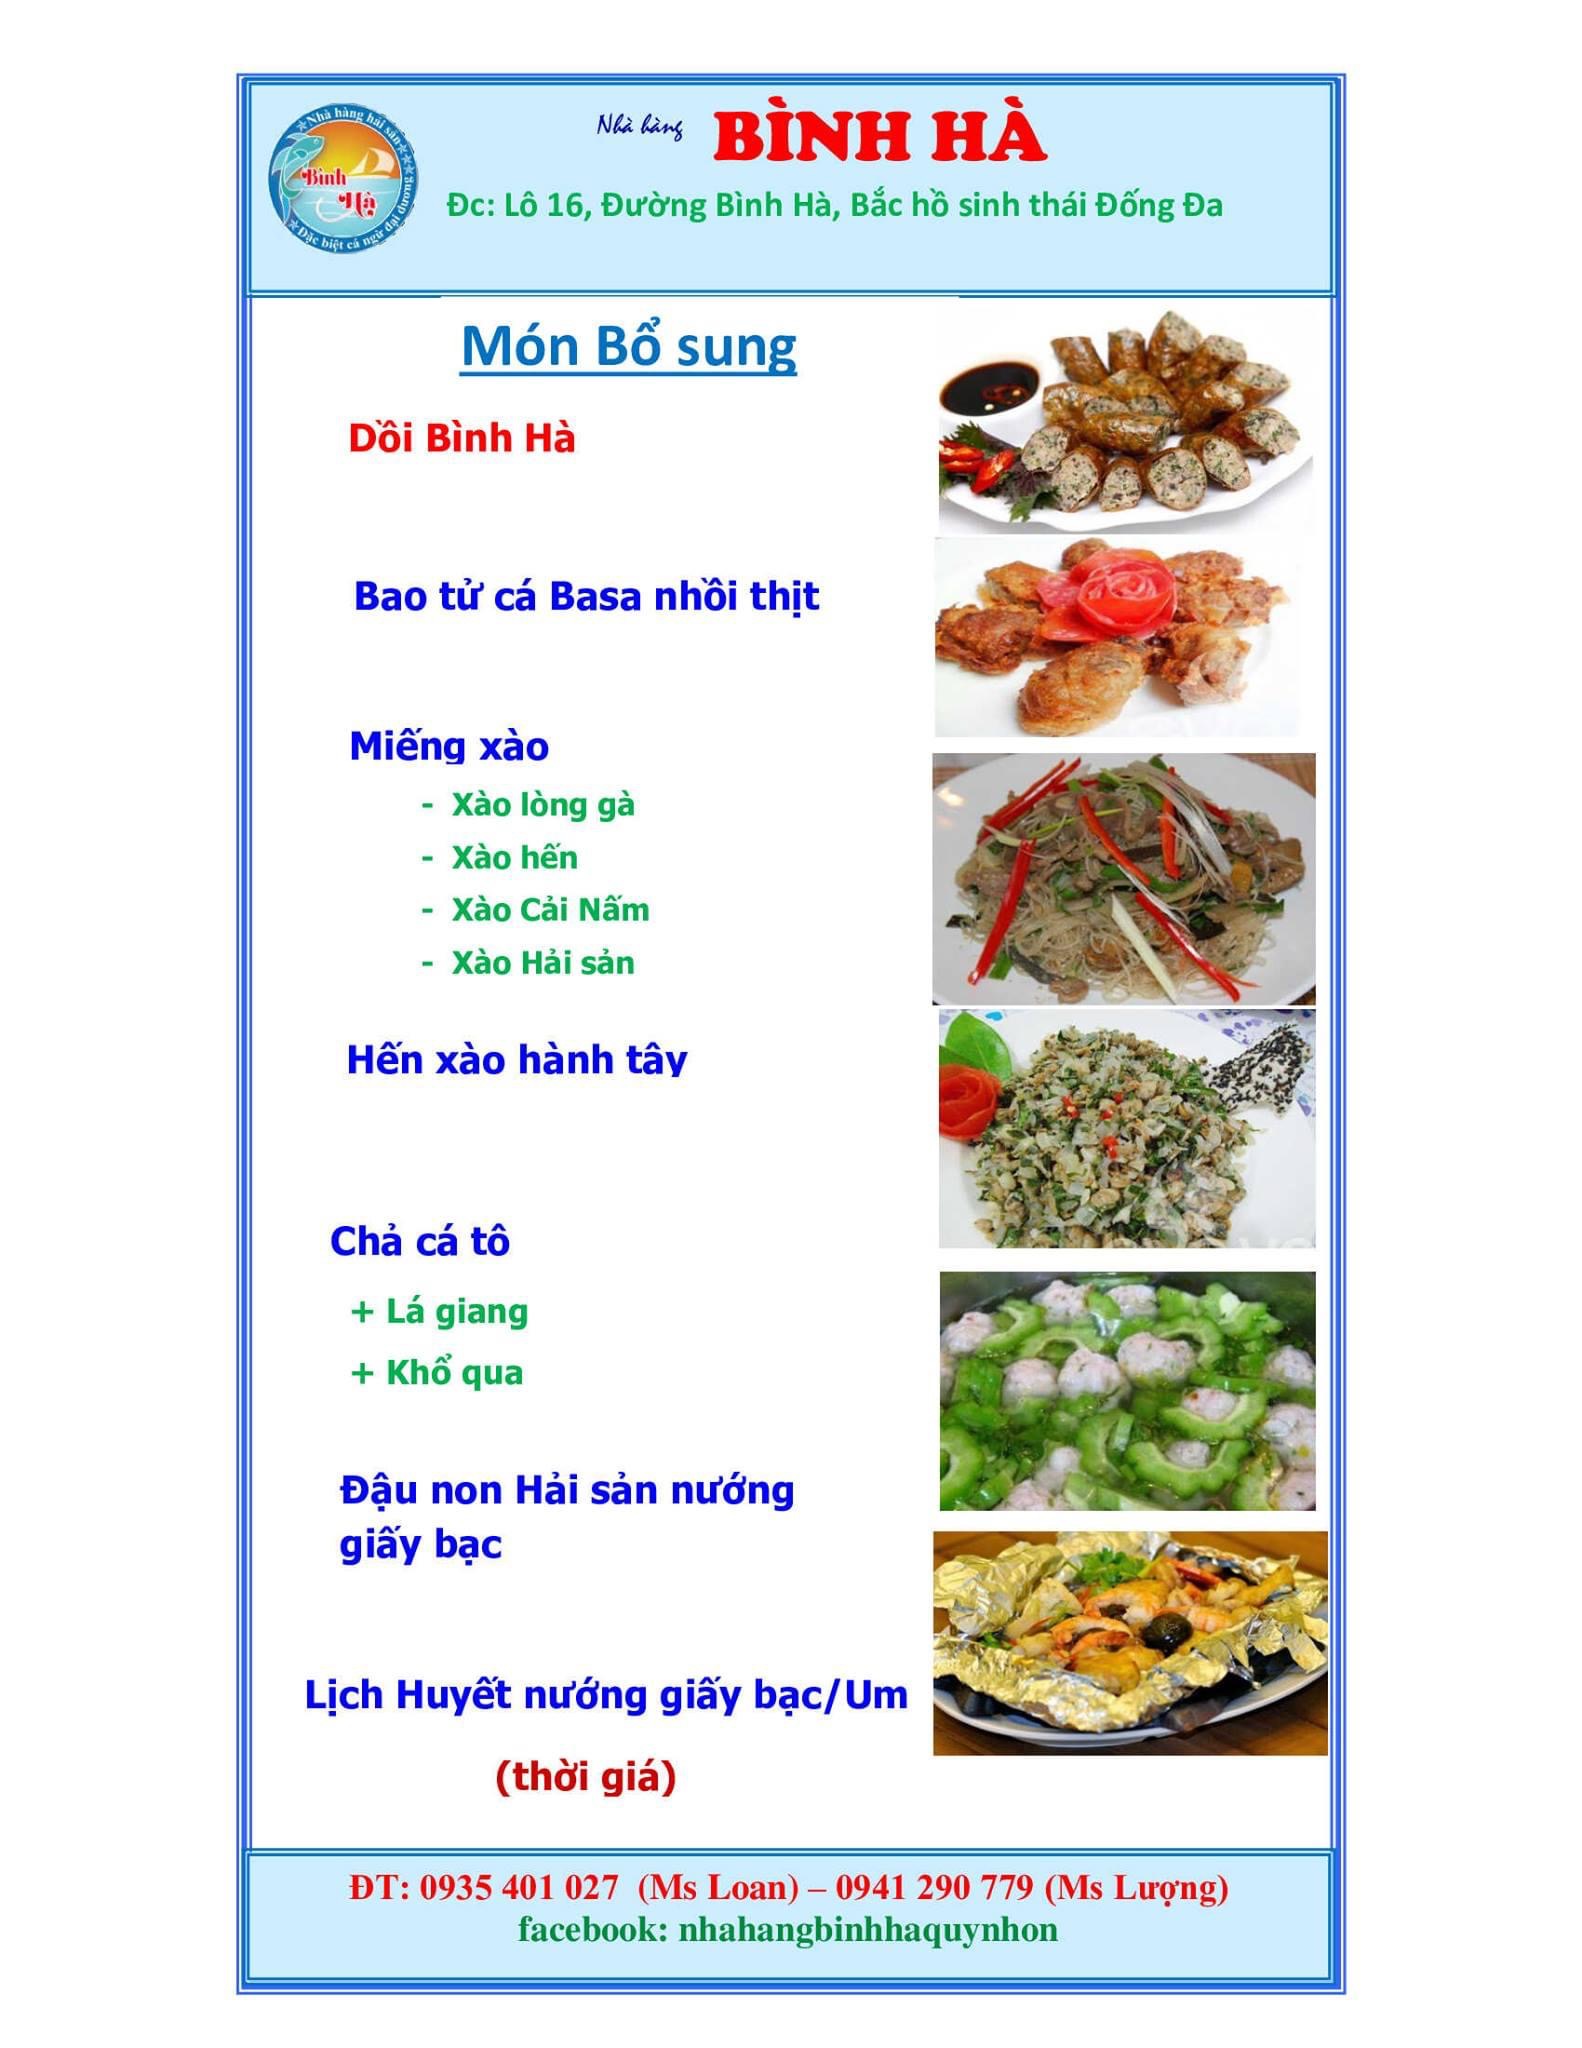 Nhà hàng hải sản
Bình
Hà
Đặc biệt cá ngừ đại dương
Nhà hàng BÌNH HÀ
Đc: Lô 16, Đường Bình Hà, Bắc hồ sinh thái Đống Đa
Món Bổ sung
Dồi Bình Hà
Bao tử cá Basa nhồi thịt
Miếng xào
- Xào lòng gà
- Xào hến
- Xào Cải Nấm
- Xào Hải sản
Hến xào hành tây
Chả cá tô
+ Lá giang
+ Khổ qua
Đậu non Hải sản nướng
giấy bạc
Lịch Huyết nướng giấy bạc/Um
(thời giá)
ĐT: 0935 401 027 (Ms Loan) – 0941 290 779 (Ms Lượng)
facebook: nhahangbinhhaquynhon